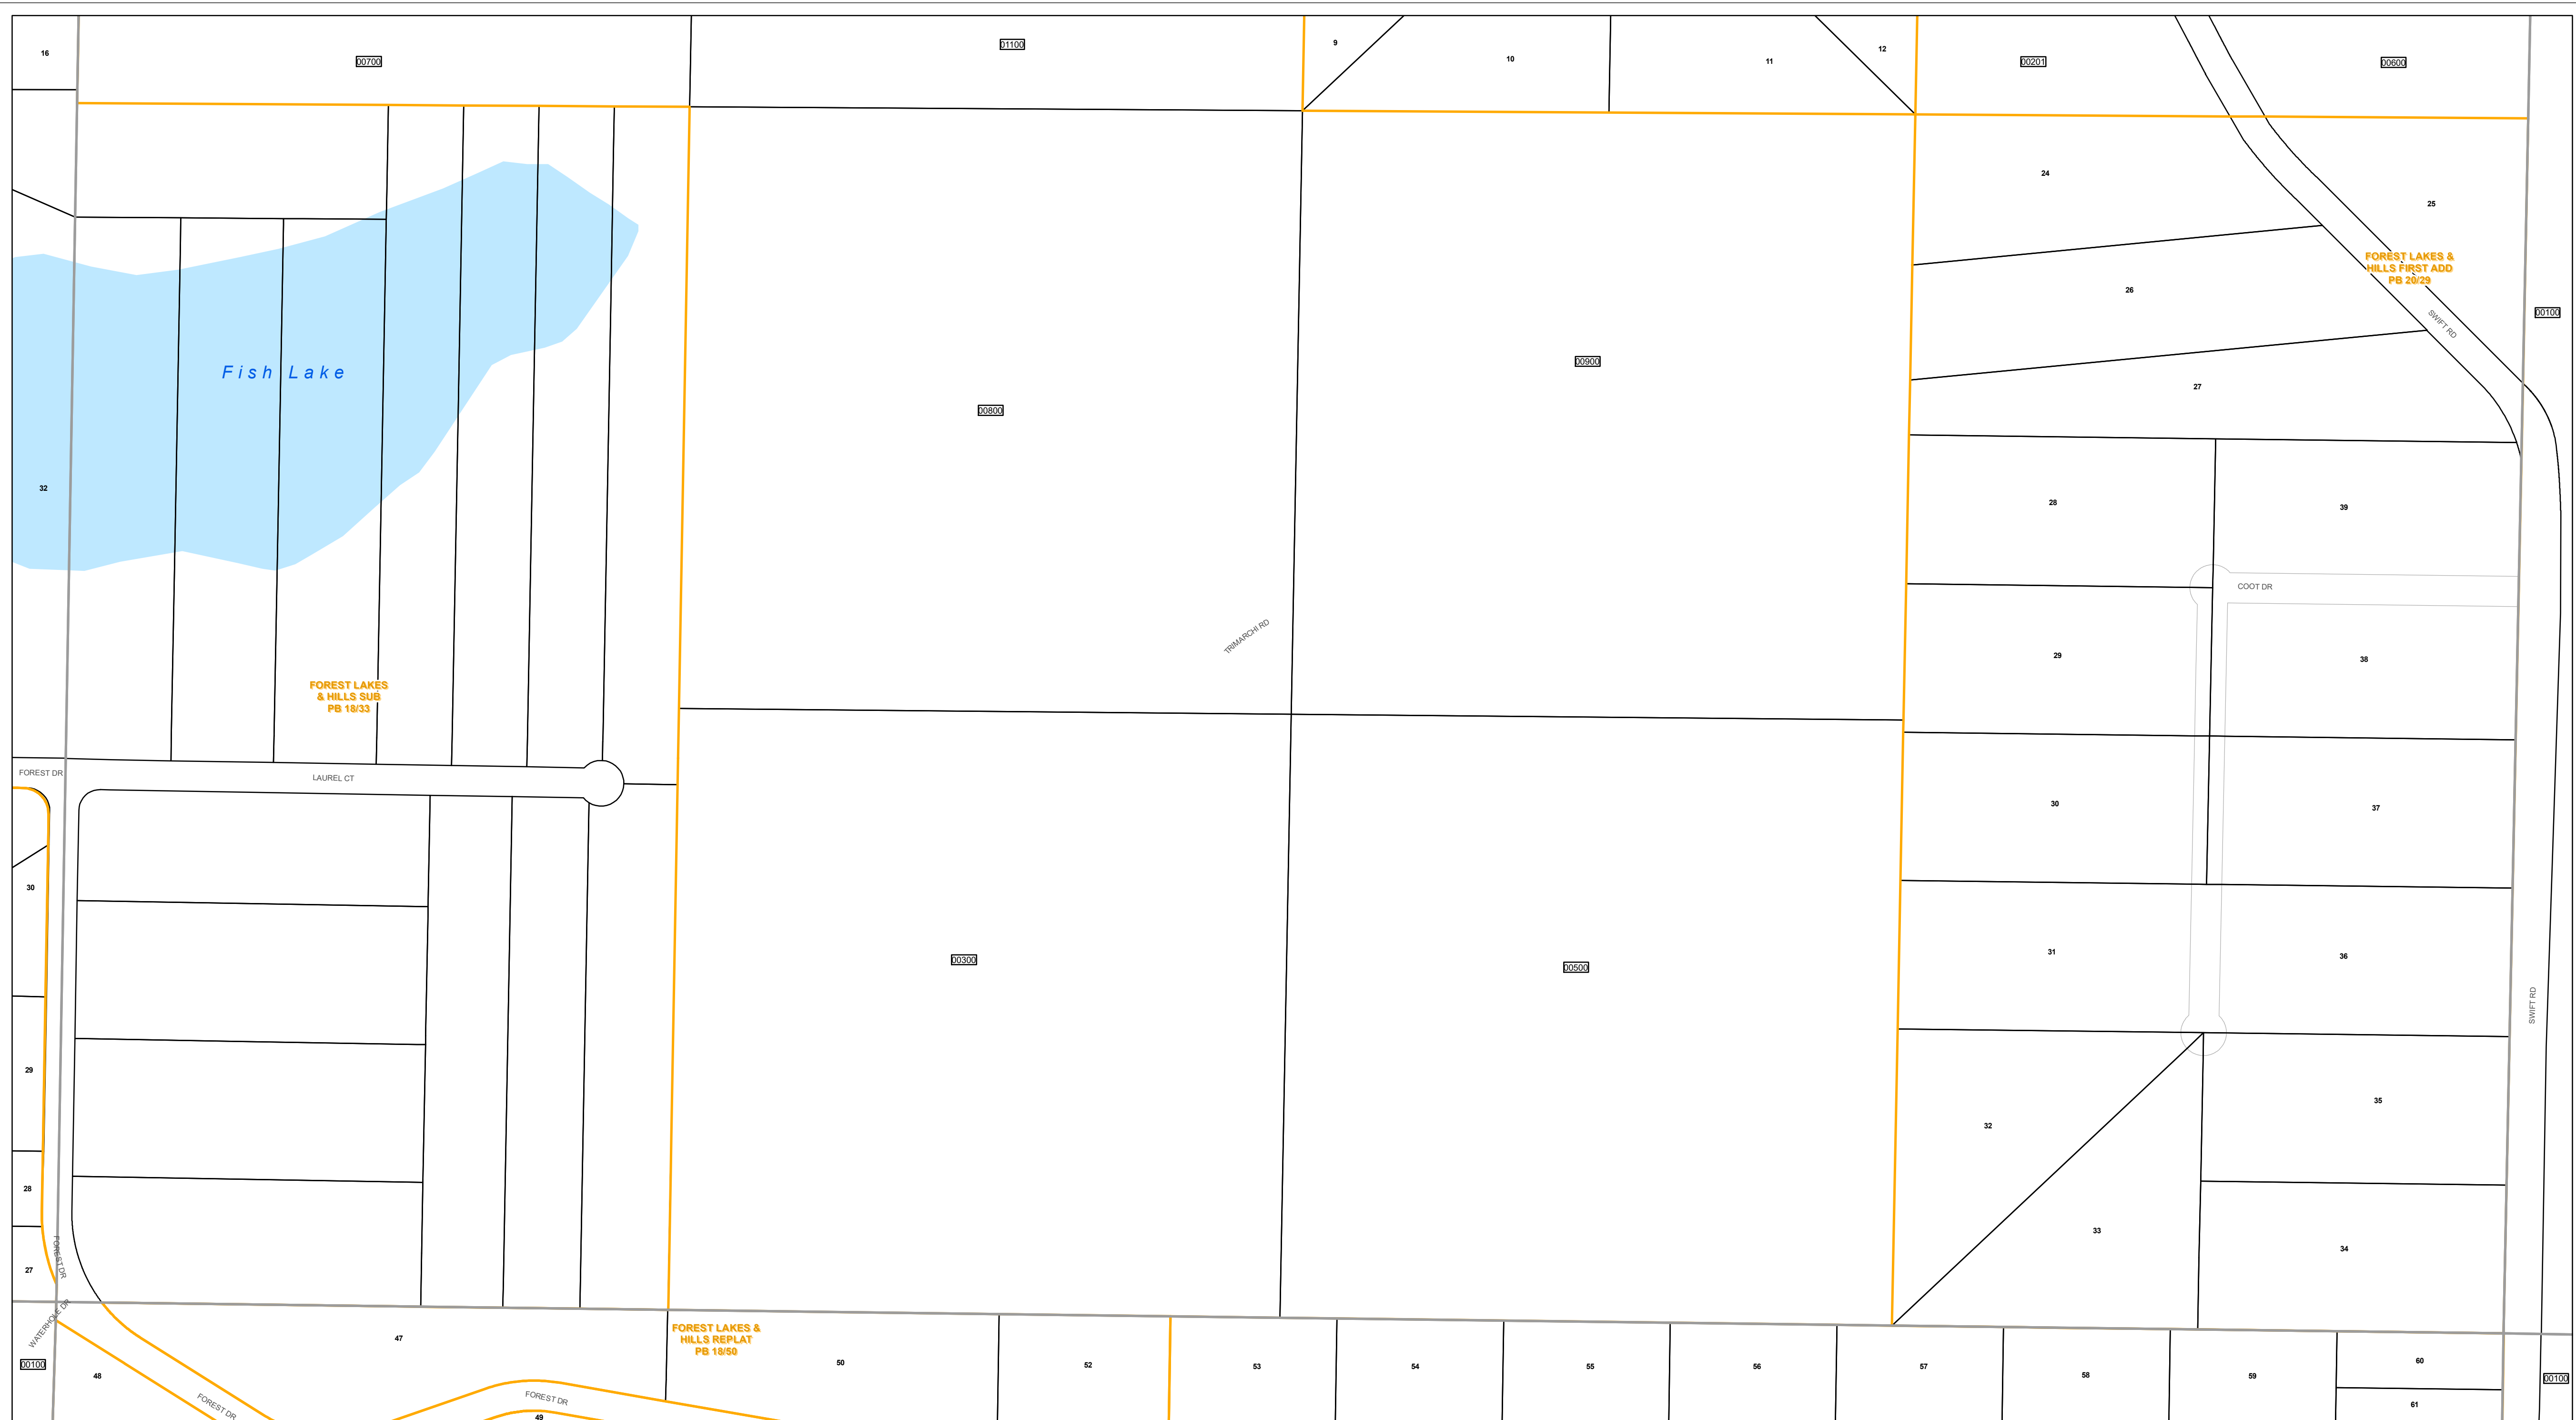 16
00700
01100
9
10
11
12
00201
00600
24
25
FOREST LAKES &
HILLS FIRST ADD
PB 20/29
26
SWIFT RD
00100
Fish Lake
00800
00900
27
32
28
39
COOT DR
TRIMARCHI RD
29
38
FOREST LAKES
& HILLS SUB
PB 18/33
FOREST DR
LAUREL CT
30
37
30
00300
00500
31
36
SWIFT RD
29
35
32
28
33
34
FOREST DR
27
WATERHOLE DR
00100
47
FOREST LAKES &
HILLS REPLAT
PB 18/50
50
52
53
54
55
56
57
58
59
60
00100
48
FOREST DR
FOREST DR
49
61